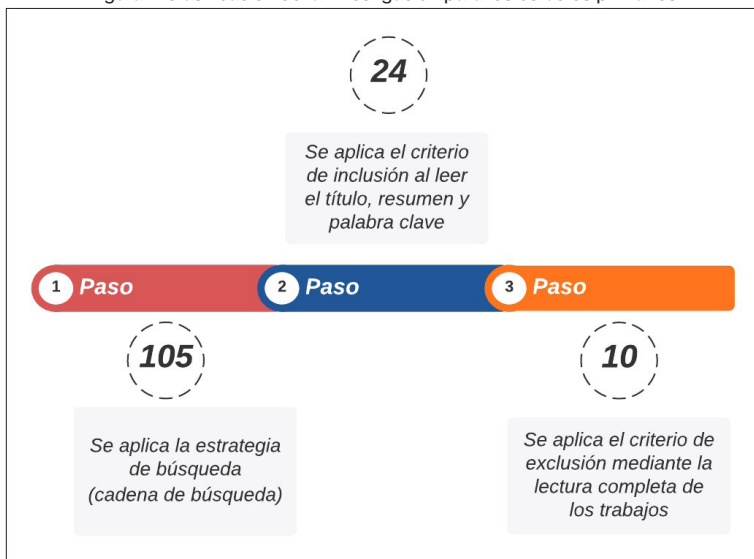 24
Se aplica el criterio
de inclusión al leer
el título, resumen y
palabra clave
1 Paso
2 Paso
3 Paso
105
Se aplica la estrategia
de búsqueda
(cadena de búsqueda)
10
Se aplica el criterio de
exclusión mediante la
lectura completa de
los trabajos